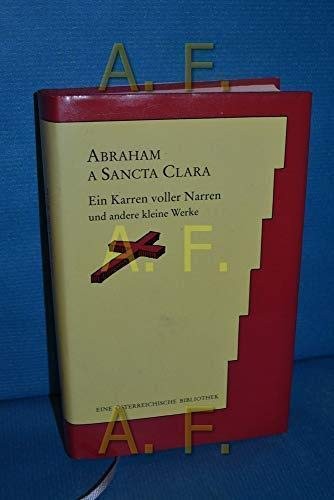 A. F.
ABRAHAM
A SANCTA CLARA
Ein Karren voller Narren
und andere kleine Werke
A. F.
EINE ÖSTERREICHISCHE BIBLIOTHEK
A. F.